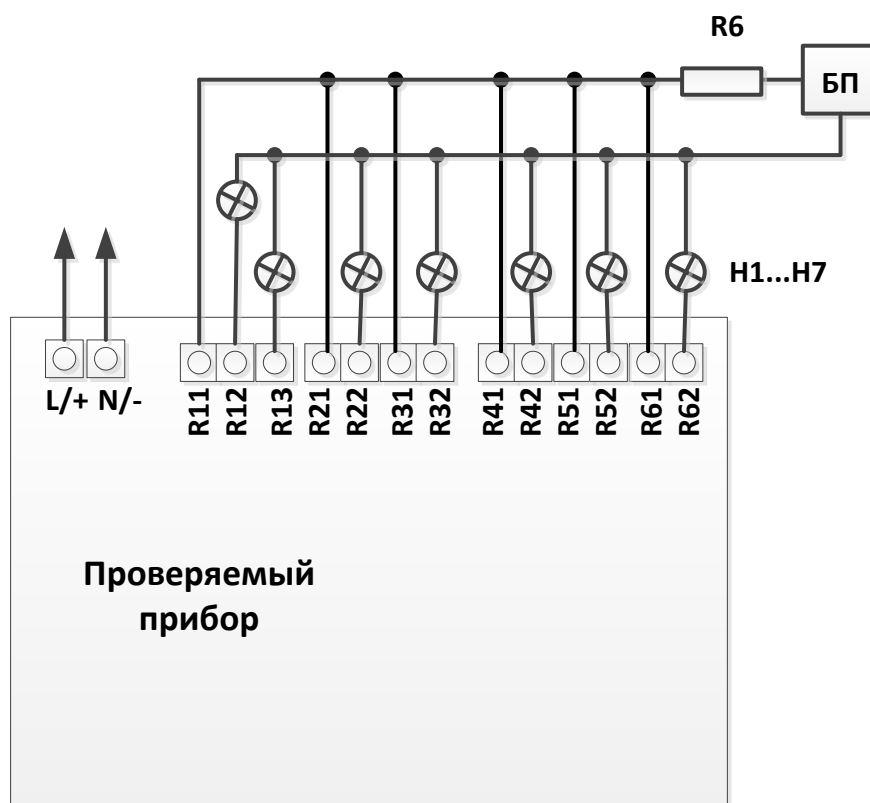 R6
БП
H1...H7
L/+ N/-
R11
R12
R13
R21
R22
R31
R32
R41
R42
R51
R52
R61
R62
Проверяемый
прибор